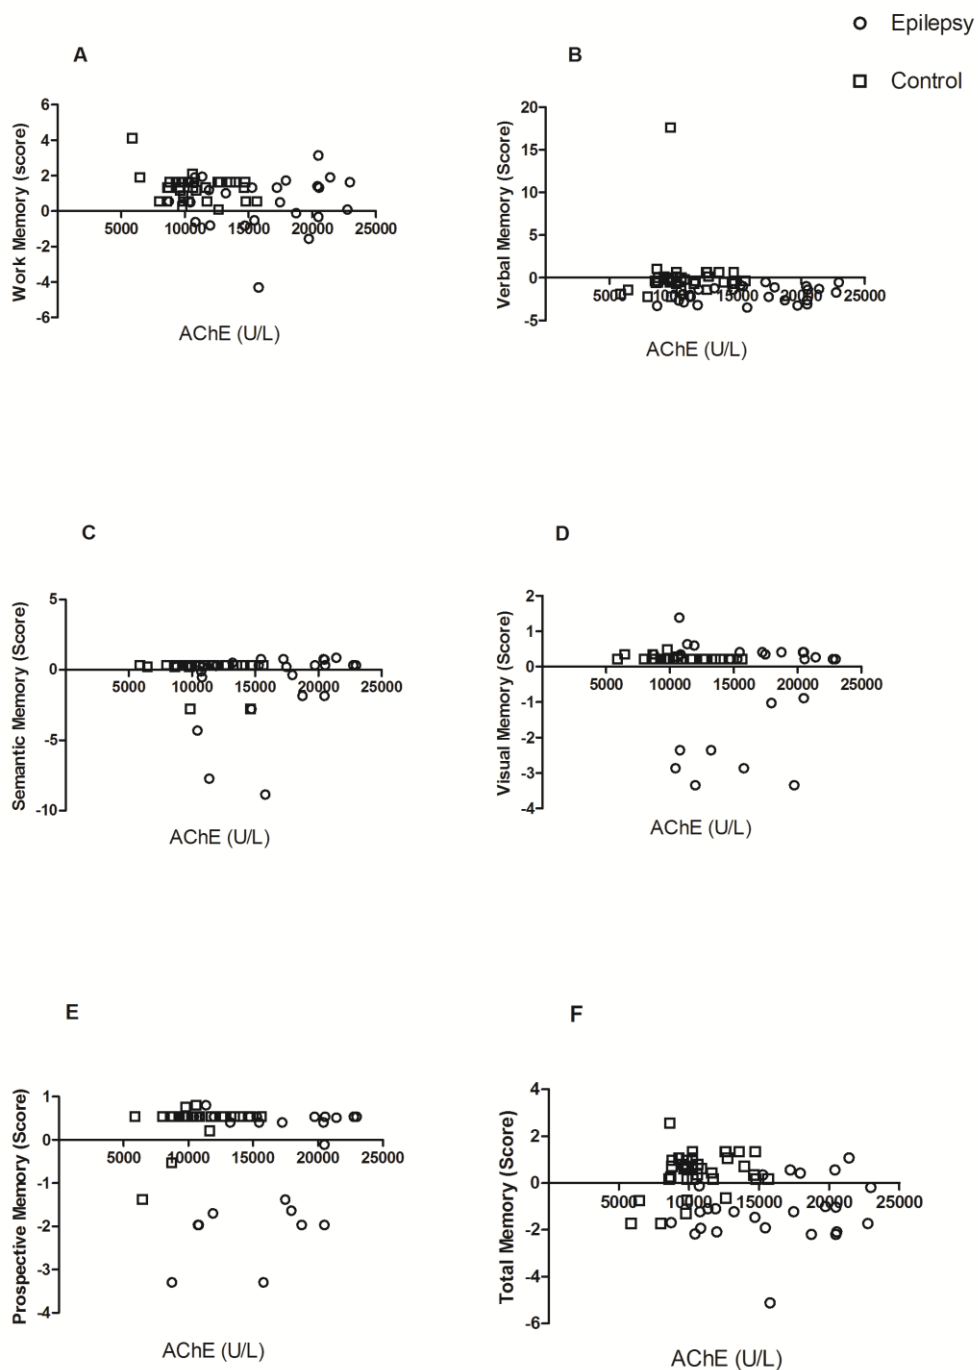 Epilepsy
Control
A
Work Memory (score)
6
4
2
0
-2
-4
-6
5000 10000 15000 20000 25000
AChE (U/L)
B
Verbal Memory (Score)
20
15
10
5
0
-5
5000 10000 15000 20000 25000
AChE (U/L)
C
Semantic Memory (Score)
5
0
-5
-10
5000 10000 15000 20000 25000
AChE (U/L)
D
Visual Memory (Score)
2
1
0
-1
-2
-3
-4
5000 10000 15000 20000 25000
AChE (U/L)
E
Prospective Memory (Score)
1
0
-1
-2
-3
-4
5000 10000 15000 20000 25000
AChE (U/L)
F
Total Memory (Score)
4
2
0
-2
-4
-6
5000 10000 15000 20000 25000
AChE (U/L)